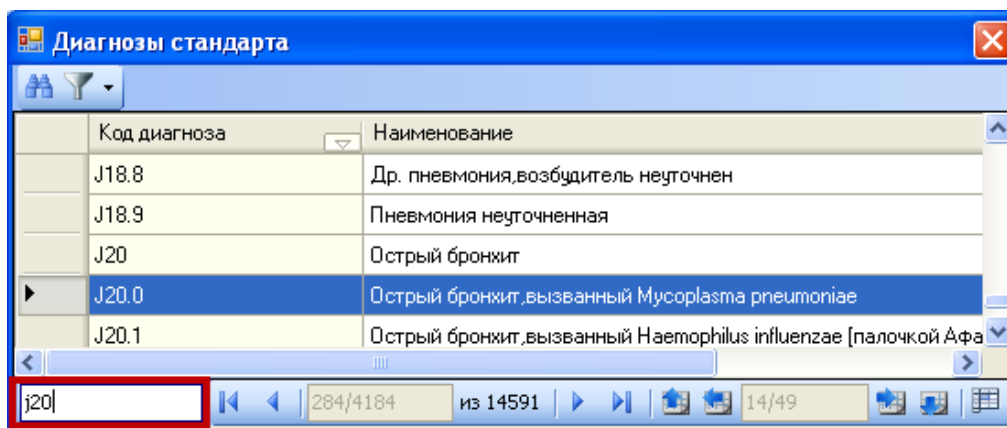 Диагнозы стандарта
Код диагноза Наименование
J18.8 Др. пневмония,возбудитель неуточнен
J18.9 Пневмония неуточненная
J20 Острый бронхит
J20.0 Острый бронхит,вызванный Mycoplasma pneumoniae
J20.1 Острый бронхит,вызванный Haemophilus influenzae [палочкой Афа
j20 284/4184 из 14591 14/49